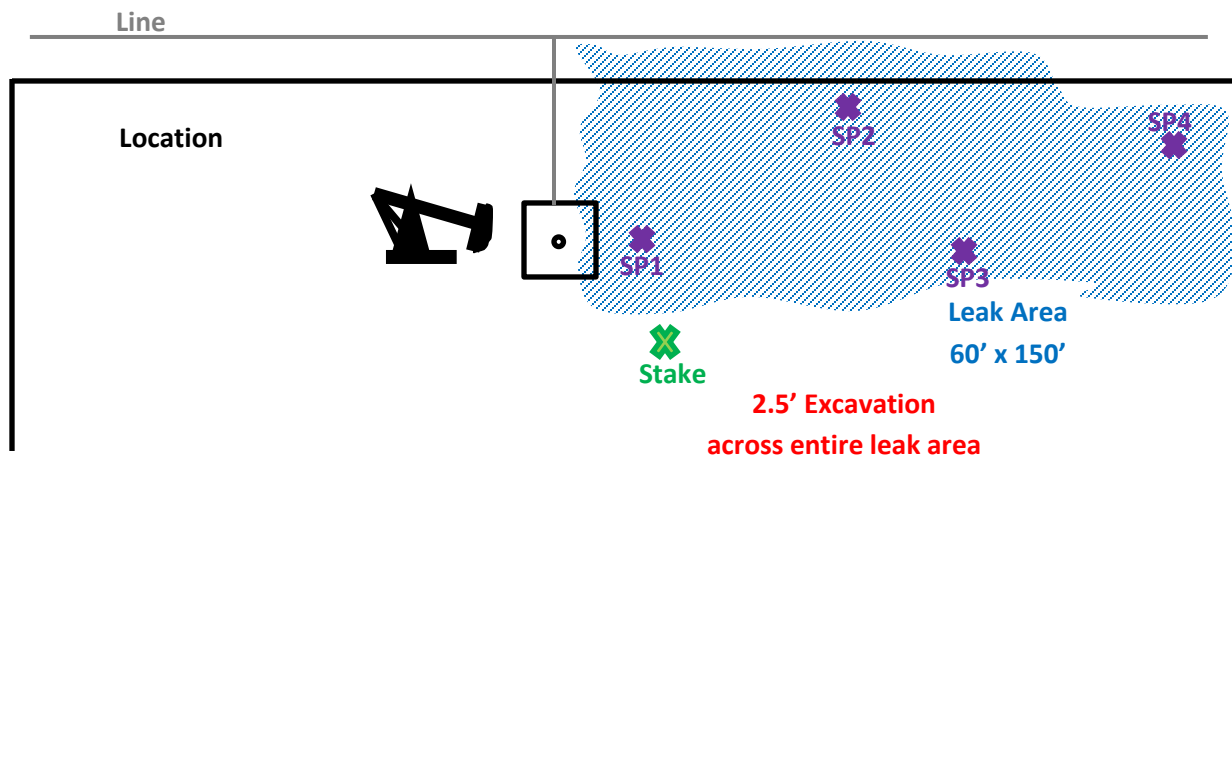 Line
Location
SP2
SP4
SP1
SP3
Leak Area
60’ x 150’
Stake
2.5’ Excavation
across entire leak area